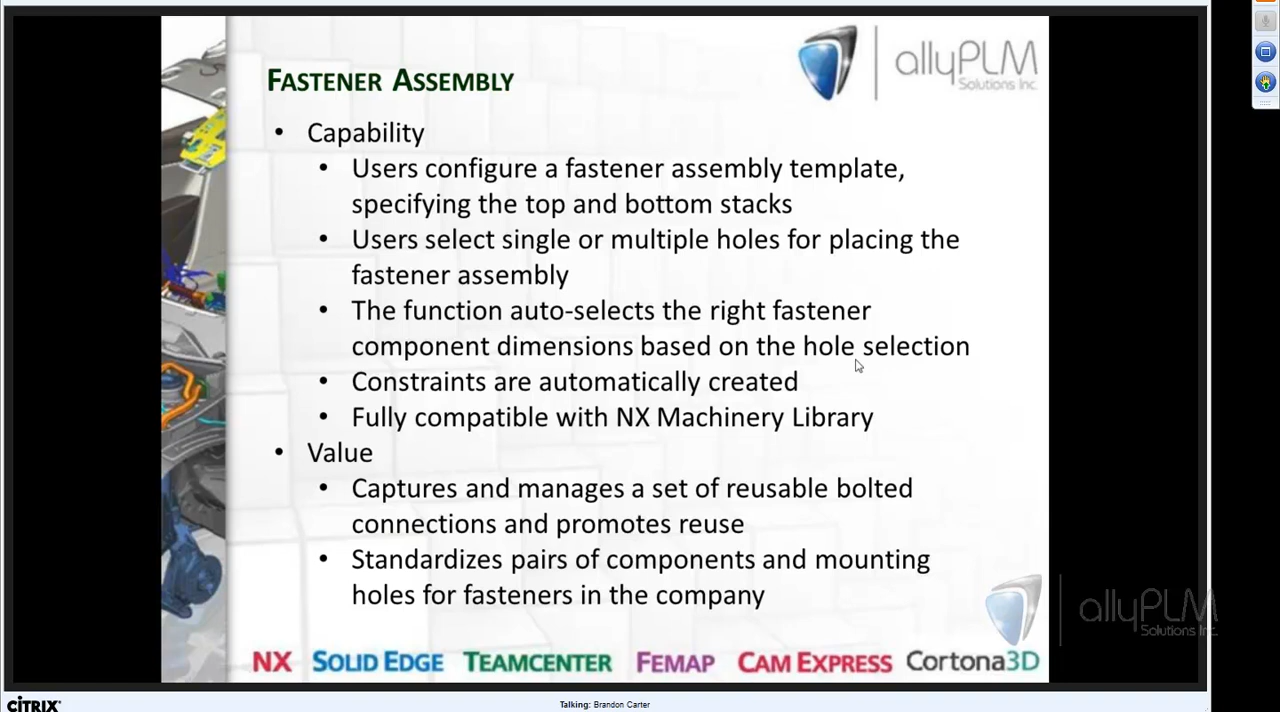 allyPLM
Solutions Inc.
FASTENER ASSEMBLY
• Capability
• Users configure a fastener assembly template,
specifying the top and bottom stacks
• Users select single or multiple holes for placing the
fastener assembly
• The function auto-selects the right fastener
component dimensions based on the hole selection
• Constraints are automatically created
• Fully compatible with NX Machinery Library
• Value
• Captures and manages a set of reusable bolted
connections and promotes reuse
• Standardizes pairs of components and mounting
holes for fasteners in the company
allyPLM
Solutions Inc.
NX SOLID EDGE TEAMCENTER FEMAP CAM EXPRESS Cortona3D
CiTRIX Talking: Brandon Carter